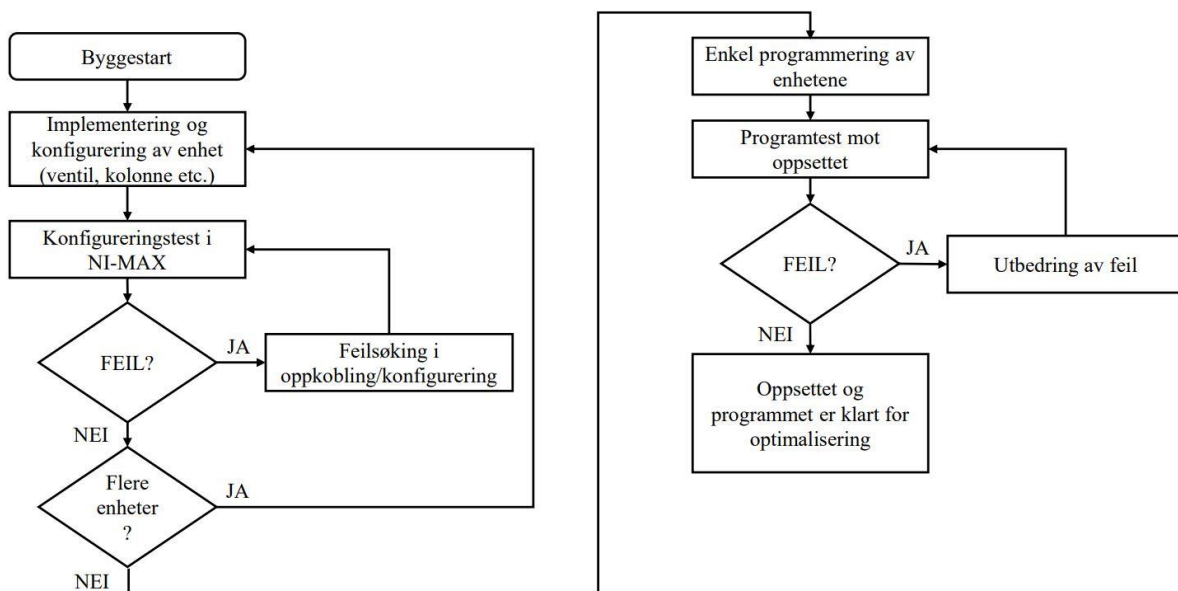 Byggestart
Implementering og
konfigurering av enhet
(ventil, kolonne etc.)
Konfigureringstest i
NI-MAX
FEIL?
JA
Feilsøking i
oppkobling/konfigurering
NEI
Flere
enheter
?
JA
NEI
Enkel programmering av
enhetene
Programtest mot
oppsettet
FEIL?
JA
Utbedring av feil
NEI
Oppsettet og
programmet er klart for
optimalisering